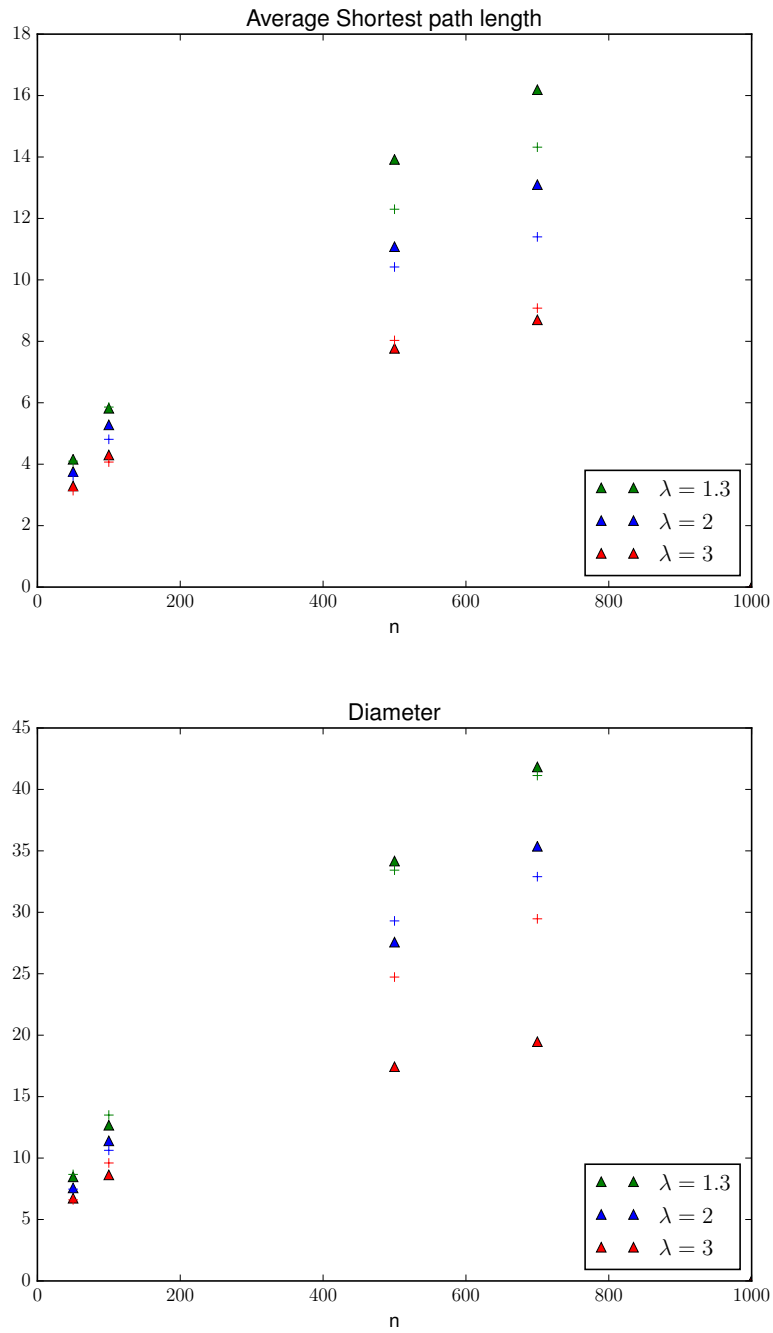 Average Shortest path length
18
16
14
12
10
8
6
4
2
0
λ = 1.3
λ = 2
λ = 3
0 200 400 600 800 1000
n
Diameter
45
40
35
30
25
20
15
10
5
0
λ = 1.3
λ = 2
λ = 3
0 200 400 600 800 1000
n